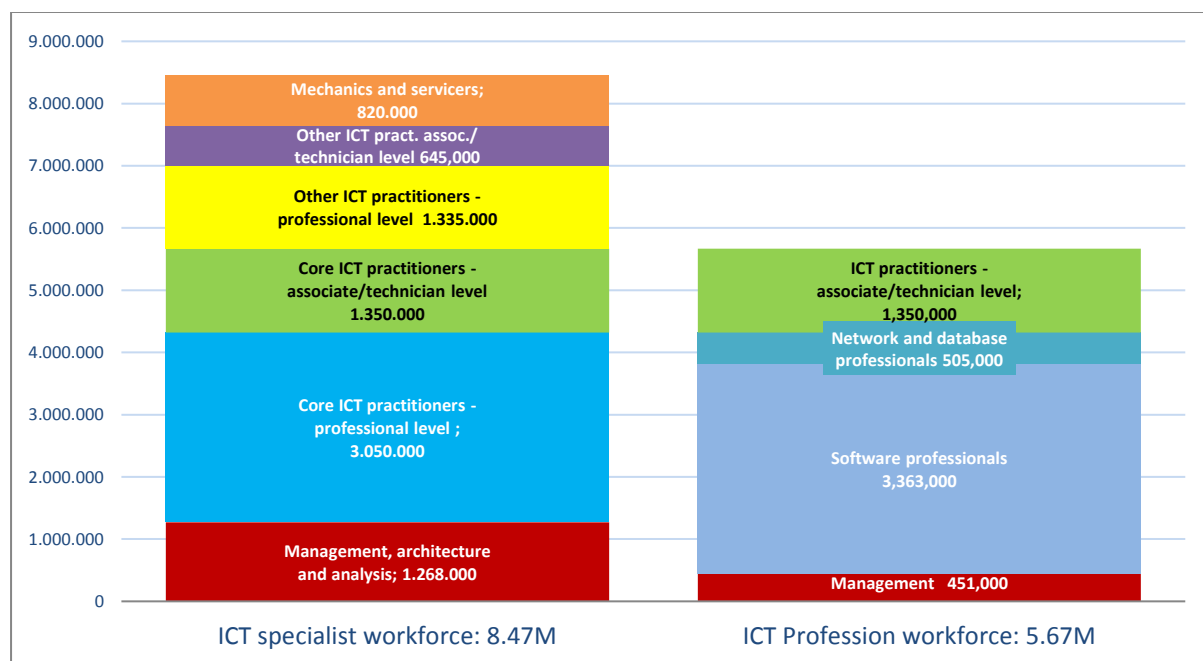 9.000.000
8.000.000
7.000.000
6.000.000
5.000.000
4.000.000
3.000.000
2.000.000
1.000.000
0
Mechanics and servicers;
820.000
Other ICT pract. assoc./
technician level 645,000
Other ICT practitioners -
professional level 1.335.000
Core ICT practitioners -
associate/technician level
1.350.000
Core ICT practitioners -
professional level ;
3.050.000
Management, architecture
and analysis; 1.268.000
ICT practitioners -
associate/technician level;
1,350,000
Network and database
professionals 505,000
Software professionals
3,363,000
Management 451,000
ICT specialist workforce: 8.47M
ICT Profession workforce: 5.67M